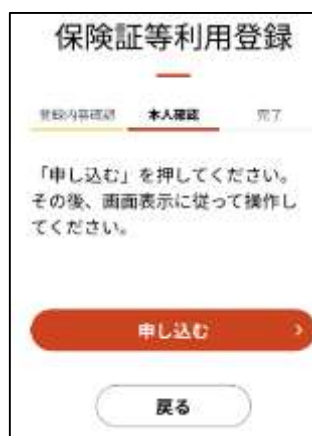 保険証等利用登録
登録内容確認 本人確認 完了
「申し込む」を押してください。
その後、画面表示に従って操作し
てください。
申し込む
戻る